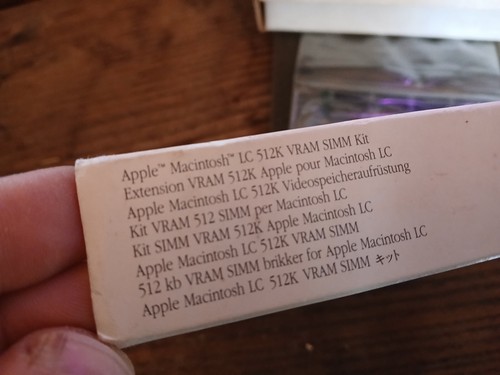 Apple™ Macintosh™ LC 512K VRAM SIMM Kit
Extension VRAM 512K Apple pour Macintosh LC
Apple Macintosh LC 512K Videospeicheraufrüstung
Kit VRAM 512 SIMM per Macintosh LC
Kit SIMM VRAM 512K Apple Macintosh LC
Apple Macintosh LC 512K VRAM SIMM
512 kb VRAM SIMM brikker for Apple Macintosh LC
Apple Macintosh LC 512K VRAM SIMM キット